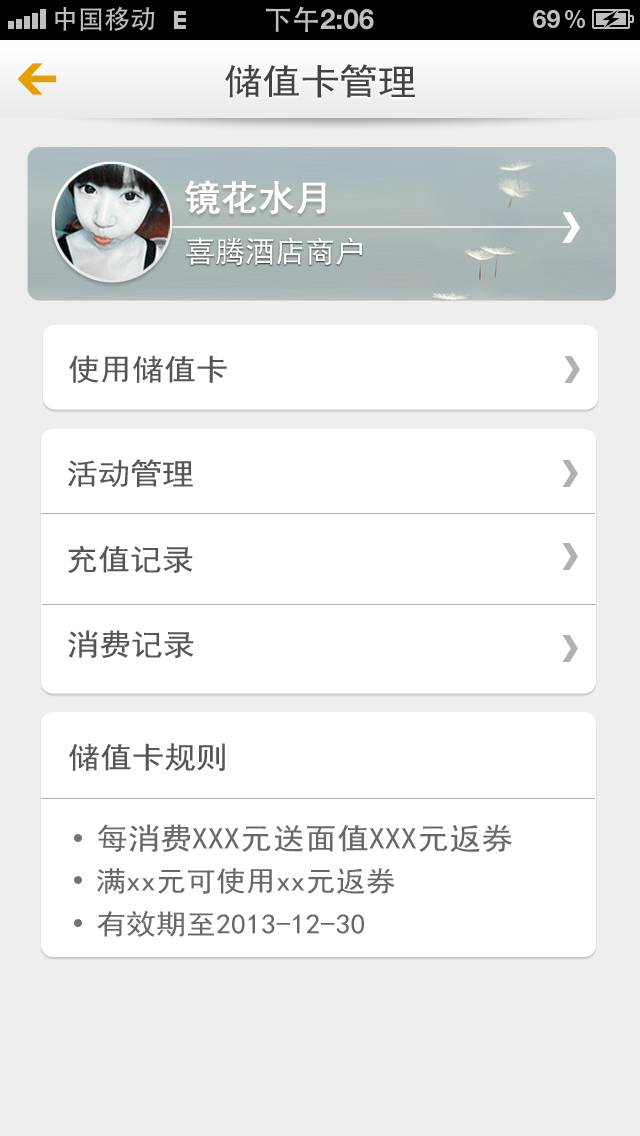 中国移动 E 下午2:06 69%
储值卡管理
镜花水月
喜腾酒店商户
使用储值卡
活动管理
充值记录
消费记录
储值卡规则
• 每消费XXX元送面值XXX元返券
• 满xx元可使用xx元返券
• 有效期至2013-12-30